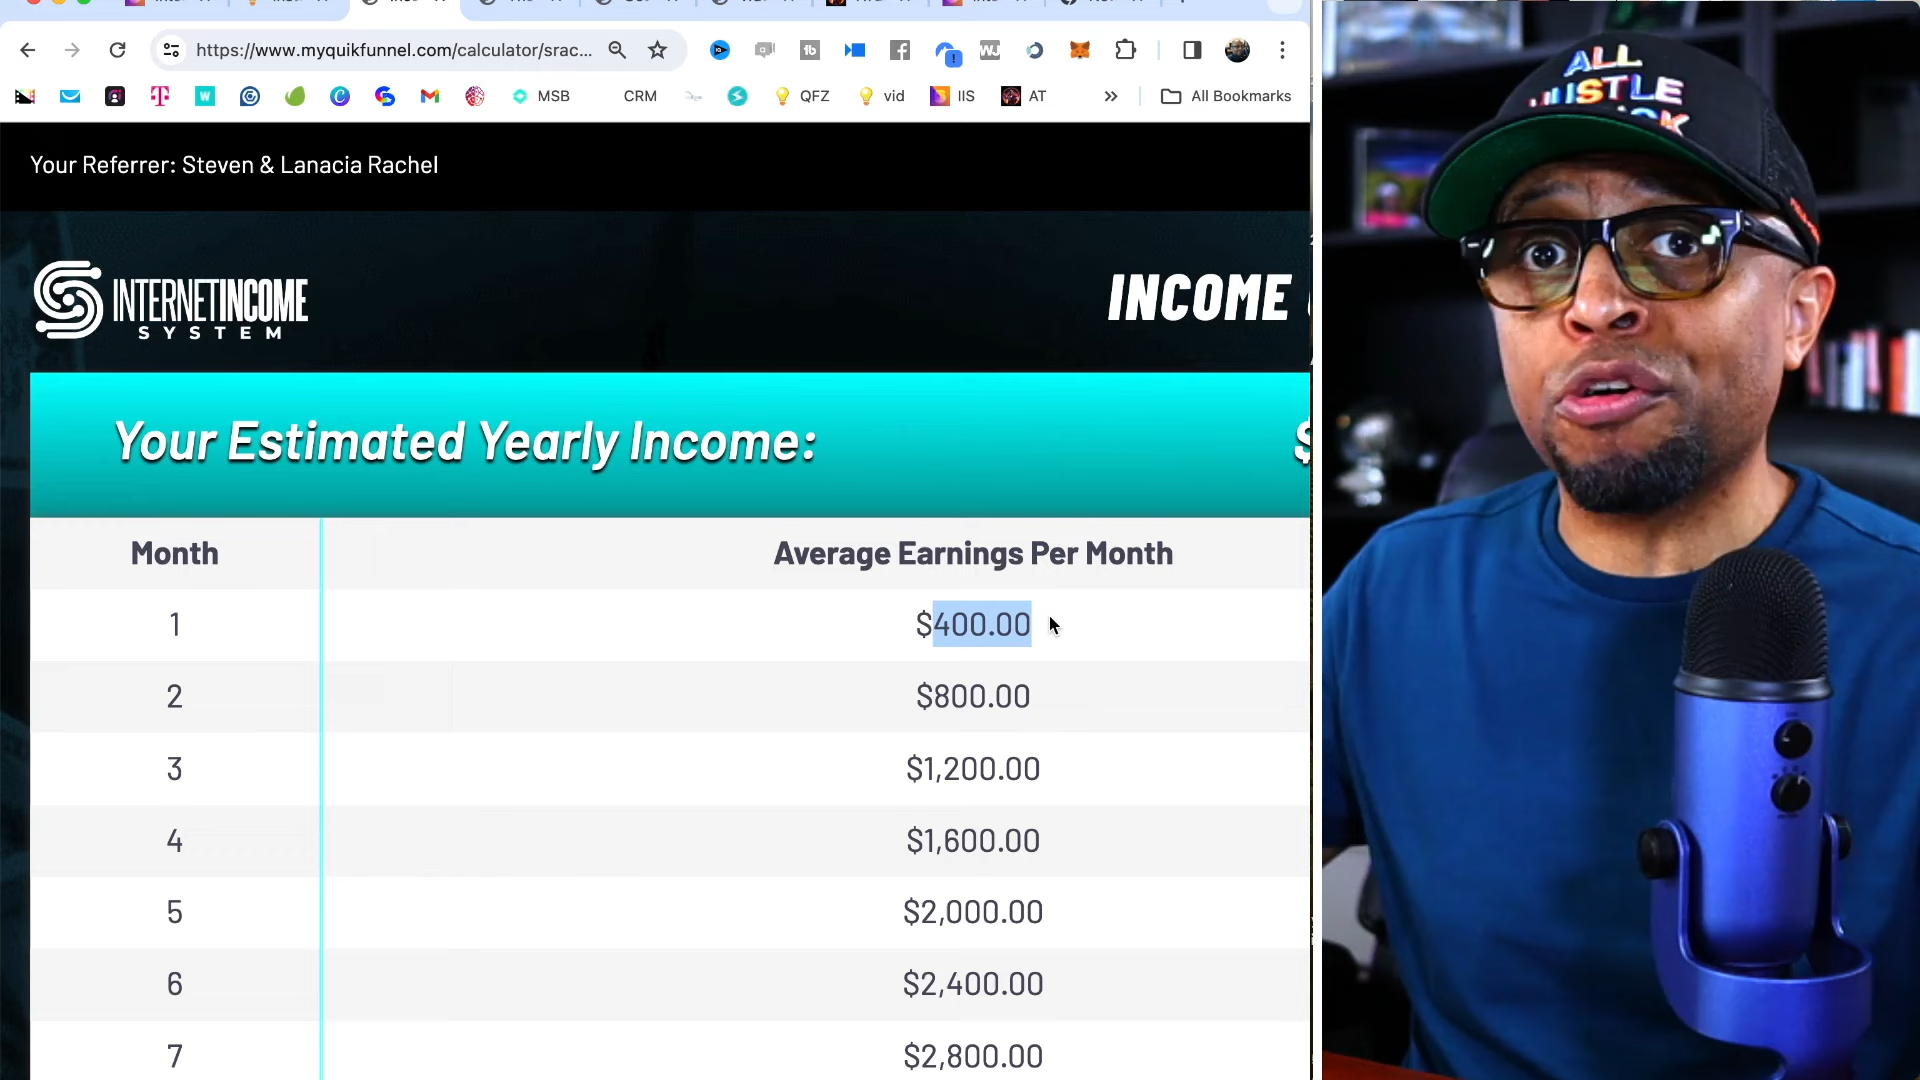 https://www.myquikfunnel.com/calculator/srac...
MSB
CRM
QFZ
vid
IIS
AT
All Bookmarks
Your Referrer: Steven & Lanacia Rachel
INTERNETINCOME
SYSTEM
INCOME
Your Estimated Yearly Income:
Month
Average Earnings Per Month
1
$400.00
2
$800.00
3
$1,200.00
4
$1,600.00
5
$2,000.00
6
$2,400.00
7
$2,800.00
ALL